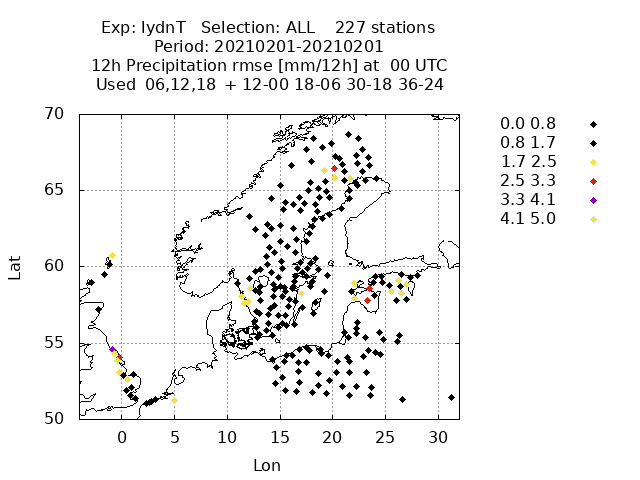 Exp: IydnT   Selection: ALL    227 stations
Period: 20210201-20210201
12h Precipitation rmse [mm/12h] at  00 UTC
Used  06,12,18  + 12-00 18-06 30-18 36-24
70
65
60
55
50
Lat
0 5 10 15 20 25 30
Lon
0.0 0.8
0.8 1.7
1.7 2.5
2.5 3.3
3.3 4.1
4.1 5.0